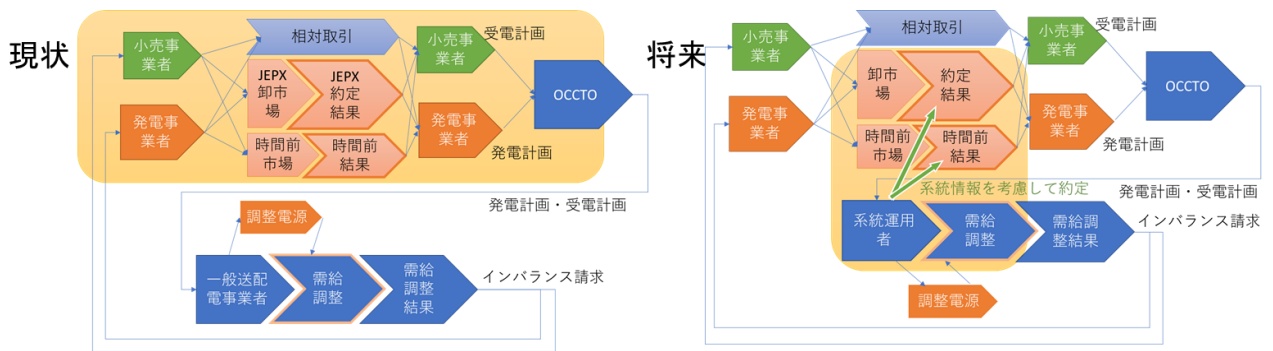 現状
小売事
業者
発電事
業者
相対取引
JEPX
卸市
場
JEPX
約定
結果
時間前
市場
時間前
結果
小売事
業者
受電計画
発電事
業者
発電計画
OCCTO
発電計画・受電計画
調整電源
一般送配
電事業者
需給
調整
需給
調整
結果
インバランス請求
将来
小売事
業者
発電事
業者
相対取引
卸市
場
約定
結果
時間前
市場
時間前
結果
小売事
業者
受電計画
発電事
業者
発電計画
OCCTO
系統情報を考慮して約定
発電計画・受電計画
系統運用
者
需給
調整
需給調
整結果
インバランス請求
調整電源